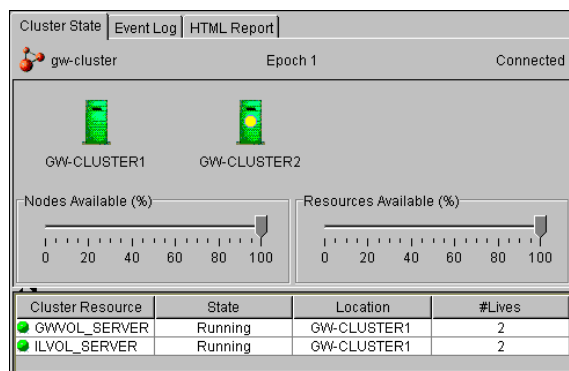 Cluster State Event Log HTML Report
gw-cluster Epoch 1 Connected
GW-CLUSTER1 GW-CLUSTER2
Nodes Available (%) Resources Available (%)
0 20 40 60 80 100 0 20 40 60 80 100
Cluster Resource State Location #Lives
GWVOL_SERVER Running GW-CLUSTER1 2
ILVOL_SERVER Running GW-CLUSTER1 2